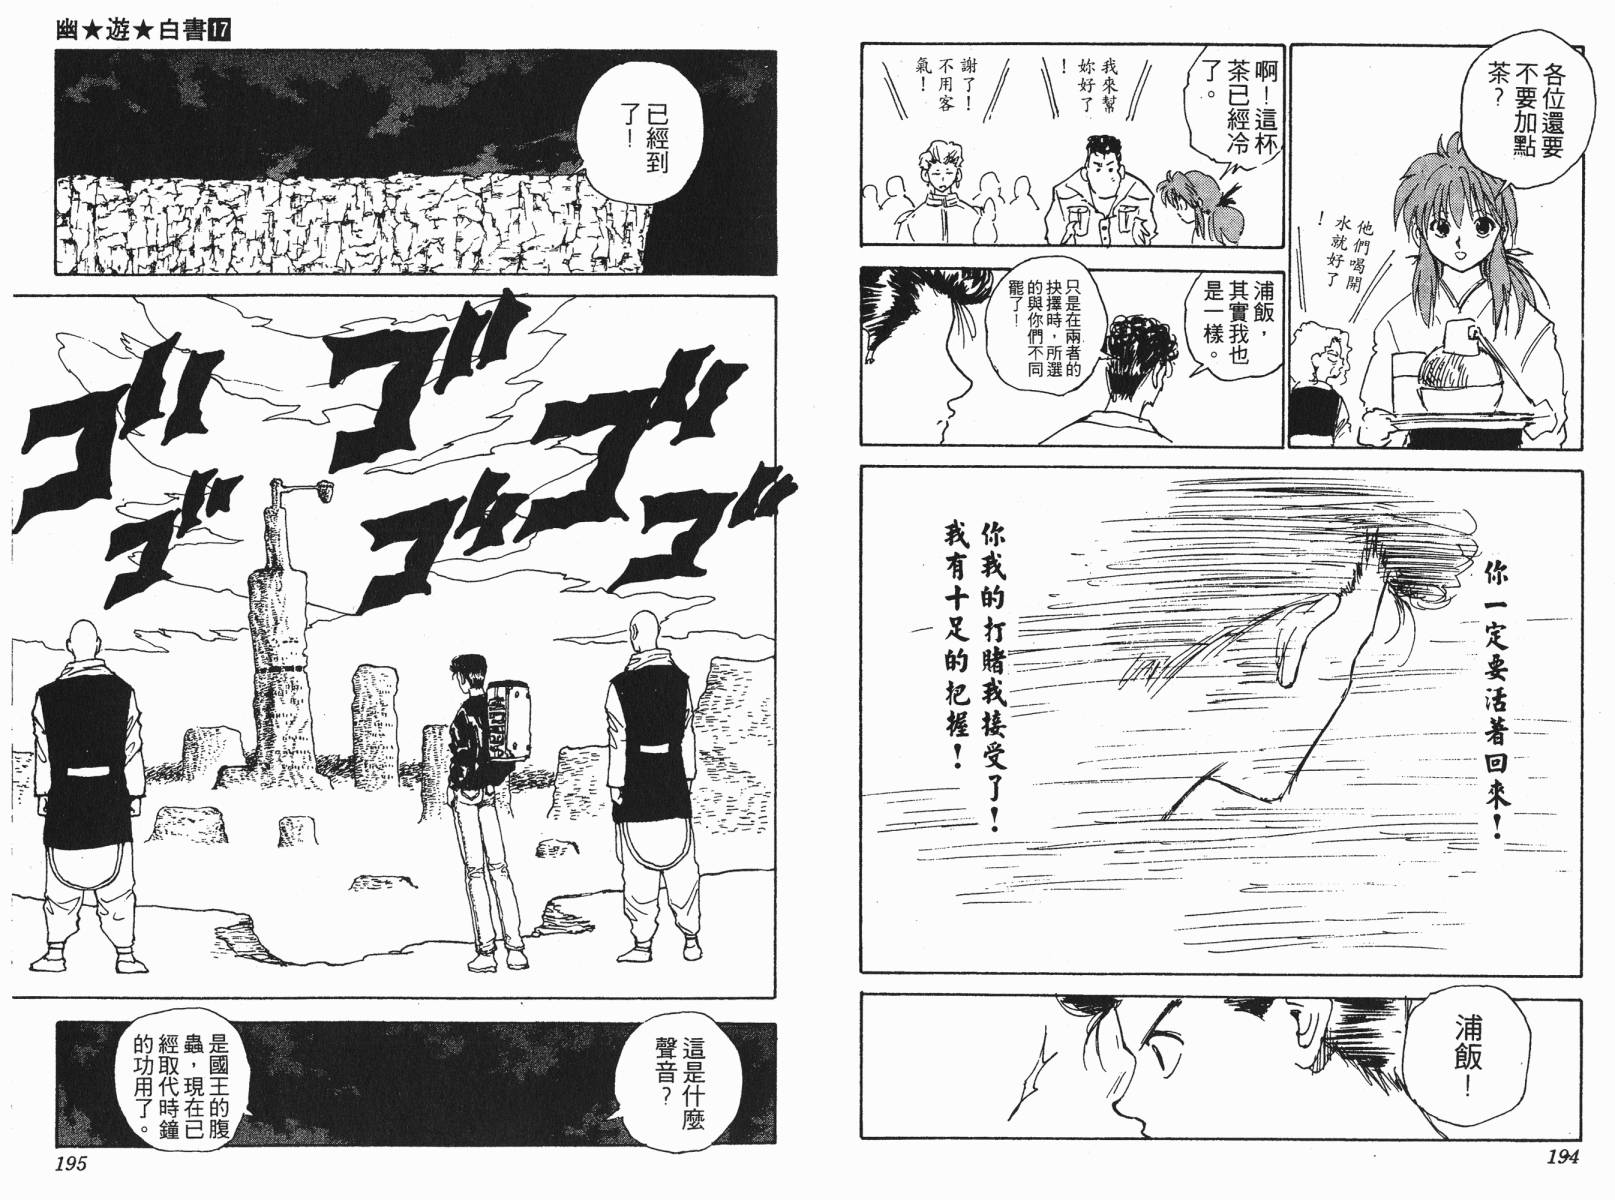 各位還要
不要加點
茶？
他們喝開
水就好了
！
啊！這杯
茶已經冷
了。
我來幫
妳好了
！
謝了！
不用客
氣！
浦飯，
其實我也
是一樣。
只是在兩者的
抉擇時，所選
的與你們不同
罷了！
你一定要活著回來！
你我的打賭我接受了！
我有十足的把握！
浦飯！
194
幽★遊★白書17
已經到
了！
ゴゴゴゴゴゴ
這是什麼
聲音？
是國王的腹
蟲，現在已
經取代時鐘
的功用了。
195